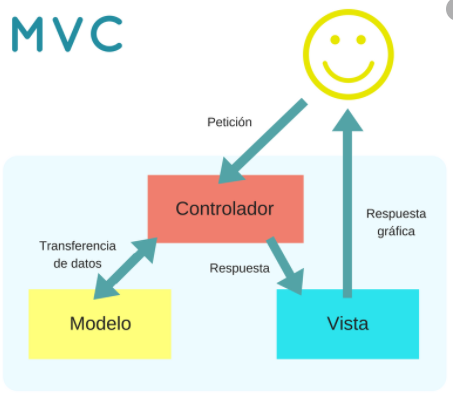 MVC
Petición
Controlador
Transferencia
de datos
Respuesta
Respuesta
gráfica
Modelo
Vista